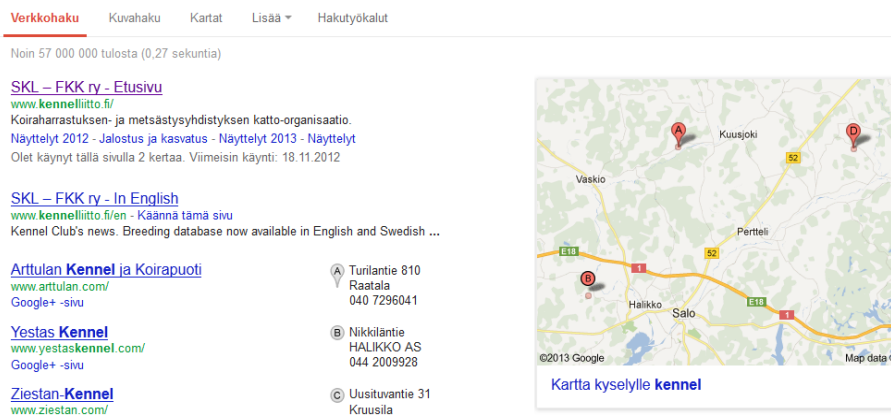 Verkkohaku Kuvahaku Kartat Lisää Hakutyökalut
Noin 57 000 000 tulosta (0,27 sekuntia)
SKL – FKK ry - Etusivu
www.kennelliitto.fi/
Koiraharrastuksen- ja metsästysyhdistyksen katto-organisaatio.
Näyttelyt 2012 - Jalostus ja kasvatus - Näyttelyt 2013 - Näyttelyt
Olet käynyt tällä sivulla 2 kertaa. Viimeisin käynti: 18.11.2012
SKL – FKK ry - In English
www.kennelliitto.fi/en - Käännä tämä sivu
Kennel Club's news. Breeding database now available in English and Swedish ...
Arttulan Kennel ja Koirapuoti
www.arttulan.com/
Google+ -sivu
A Turilantie 810
Raatala
040 7296041
Yestas Kennel
www.yestaskennel.com/
Google+ -sivu
B Nikkiläntie
HALIKKO AS
044 2009928
Ziestan-Kennel
www.ziestan.com/
C Uusituvantie 31
Kruusila
A
D
Kuusjoki
52
Vaskio
Pertteli
E18
52
1
B
Halikko
E18
Salo
1
©2013 Google
Map data
Kartta kyselylle kennel